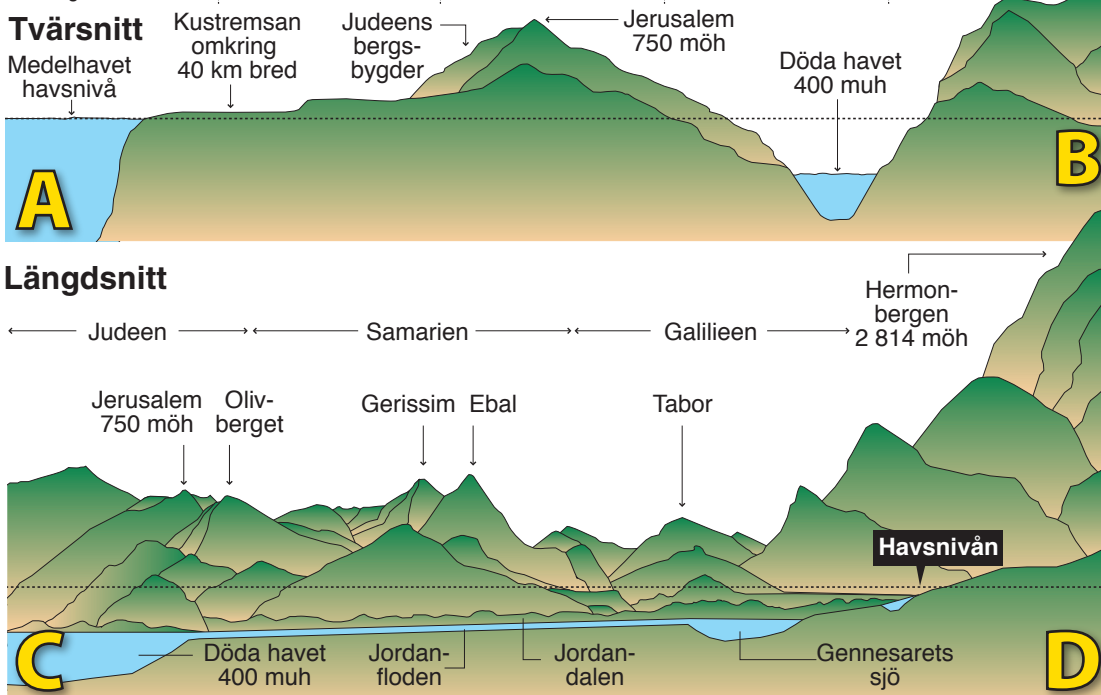 Tvärsnitt
Medelhavet
havsnivå
Kustremsan
omkring
40 km bred
Judeens
bergs-
bygder
Jerusalem
750 möh
Döda havet
400 muh
A
B
Längdsnitt
Judeen
Samarien
Galilieen
Hermon-
bergen
2 814 möh
Jerusalem
750 möh
Oliv-
berget
Gerissim
Ebal
Tabor
Havsnivån
C
Döda havet
400 muh
Jordan-
floden
Jordan-
dalen
Gennesarets
sjö
D